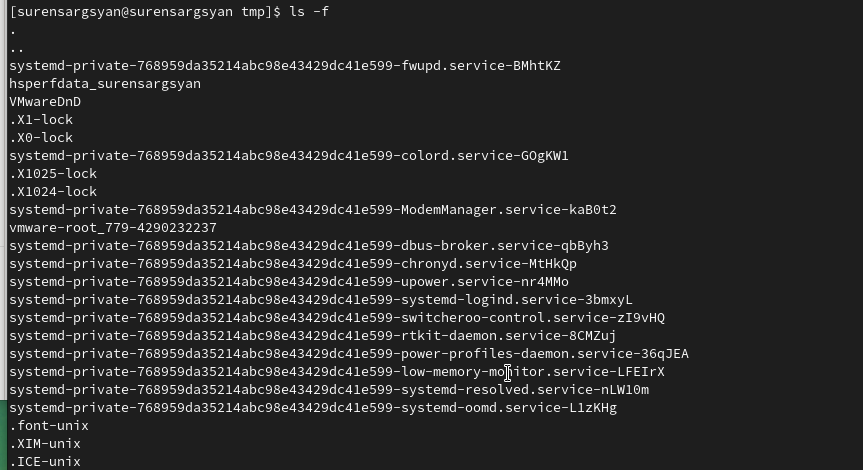 [surensargsyan@surensargsyan tmp]$ ls -f
.
..
systemd-private-768959da35214abc98e43429dc41e599-fwupd.service-BMhtKZ
hsperfdata_surensargsyan
VMwareDnD
.X1-lock
.X0-lock
systemd-private-768959da35214abc98e43429dc41e599-colord.service-GOgKW1
.X1025-lock
.X1024-lock
systemd-private-768959da35214abc98e43429dc41e599-ModemManager.service-kaB0t2
vmware-root_779-4290232237
systemd-private-768959da35214abc98e43429dc41e599-dbus-broker.service-qbByh3
systemd-private-768959da35214abc98e43429dc41e599-chronyd.service-MtHkQp
systemd-private-768959da35214abc98e43429dc41e599-upower.service-nr4MMo
systemd-private-768959da35214abc98e43429dc41e599-systemd-logind.service-3bmxyL
systemd-private-768959da35214abc98e43429dc41e599-switcheroo-control.service-zI9vHQ
systemd-private-768959da35214abc98e43429dc41e599-rtkit-daemon.service-8CMZuj
systemd-private-768959da35214abc98e43429dc41e599-power-profiles-daemon.service-36qJEA
systemd-private-768959da35214abc98e43429dc41e599-low-memory-monitor.service-LFEIrX
systemd-private-768959da35214abc98e43429dc41e599-systemd-resolved.service-nLW10m
systemd-private-768959da35214abc98e43429dc41e599-systemd-oomd.service-L1zKHg
.font-unix
.XIM-unix
.ICE-unix